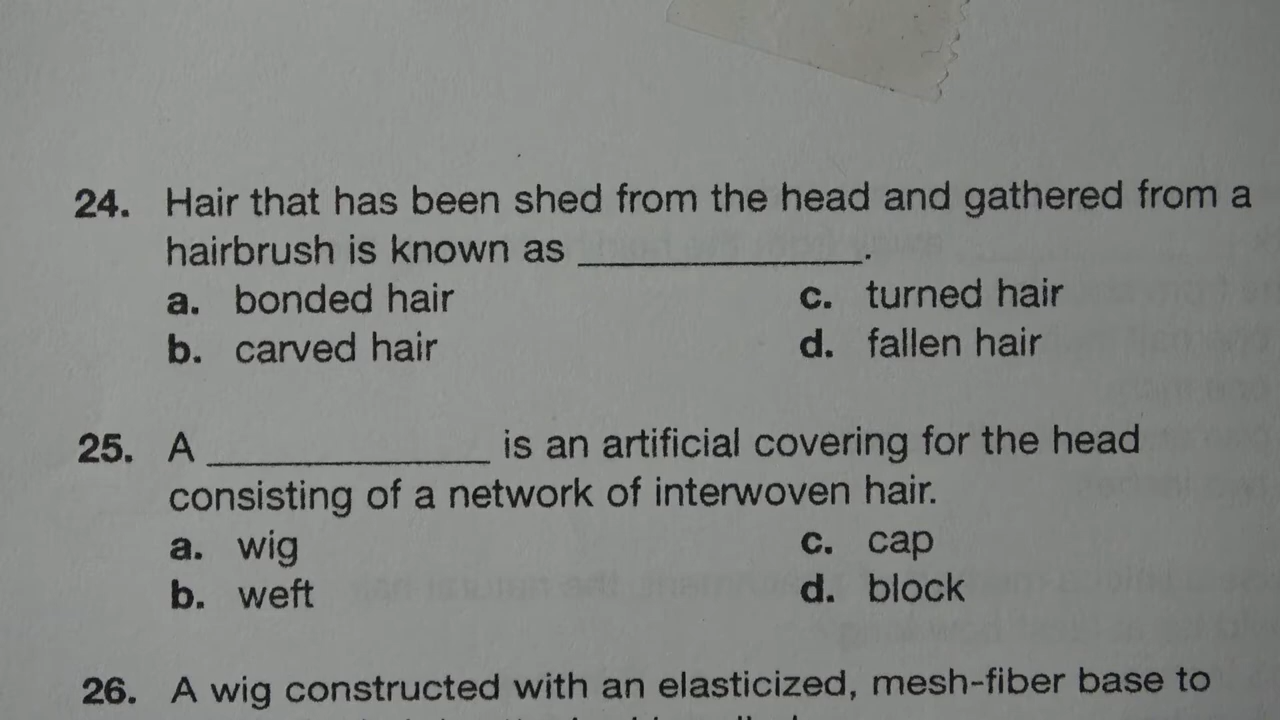 24. Hair that has been shed from the head and gathered from a
hairbrush is known as ______________.
a. bonded hair
c. turned hair
b. carved hair
d. fallen hair
25. A ______________ is an artificial covering for the head
consisting of a network of interwoven hair.
a. wig
c. cap
b. weft
d. block
26. A wig constructed with an elasticized, mesh-fiber base to